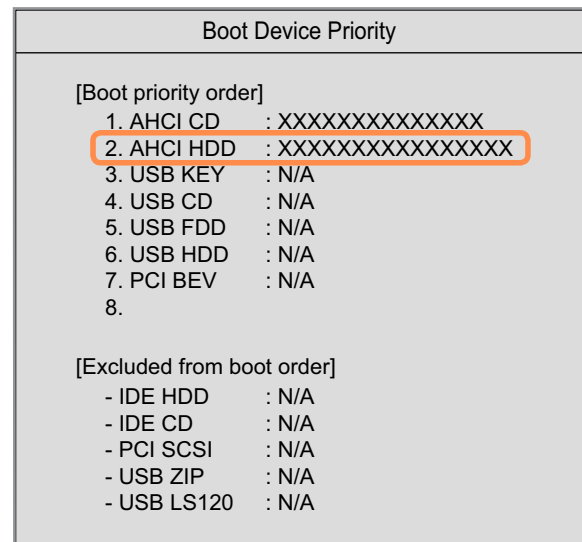 Boot Device Priority
[Boot priority order]
1. AHCI CD : XXXXXXXXXXXXXX
2. AHCI HDD : XXXXXXXXXXXXXXXX
3. USB KEY : N/A
4. USB CD : N/A
5. USB FDD : N/A
6. USB HDD : N/A
7. PCI BEV : N/A
8.
[Excluded from boot order]
- IDE HDD : N/A
- IDE CD : N/A
- PCI SCSI : N/A
- USB ZIP : N/A
- USB LS120 : N/A